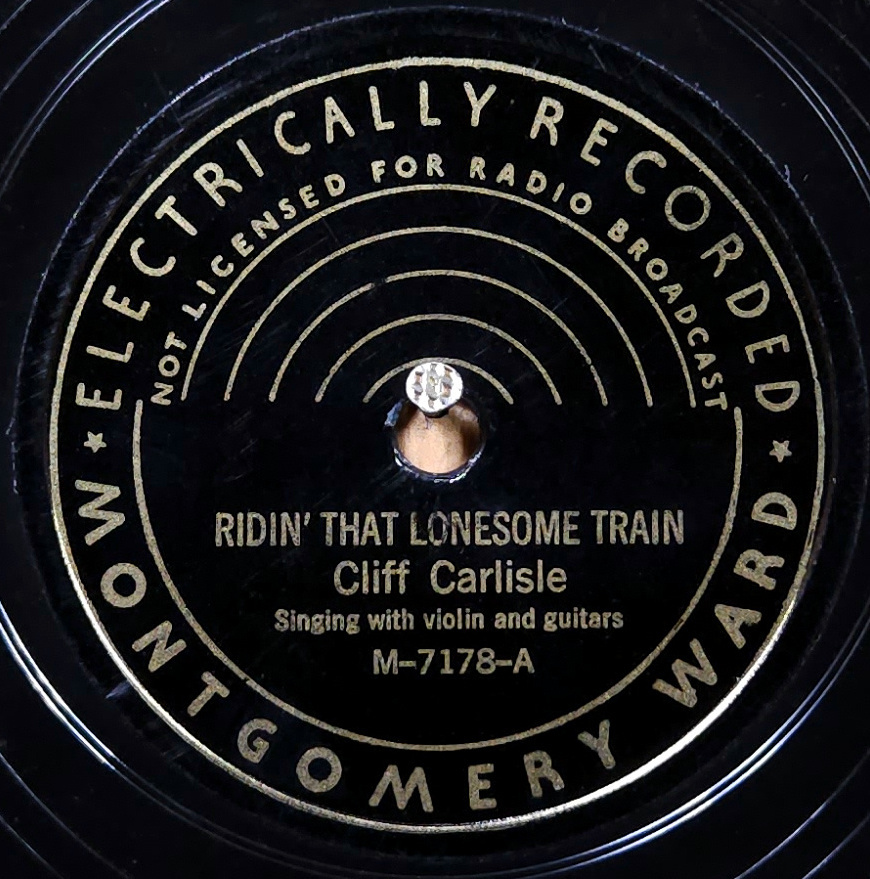 ELECTRICALLY RECORDED
NOT LICENSED FOR RADIO BROADCAST
RIDIN' THAT LONESOME TRAIN
Cliff Carlisle
Singing with violin and guitars
M-7178-A
MONTGOMERY WARD